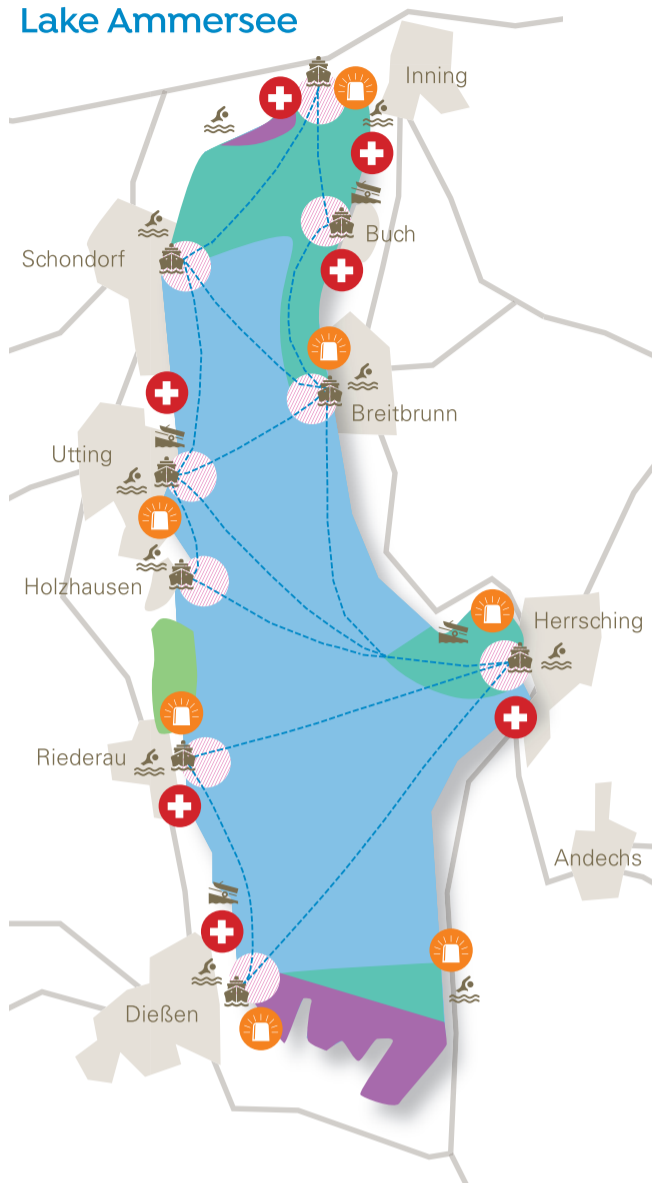 Lake Ammersee
Inning
Buch
Schondorf
Breitbrunn
Utting
Holzhausen
Herrsching
Riederau
Andechs
Dießen